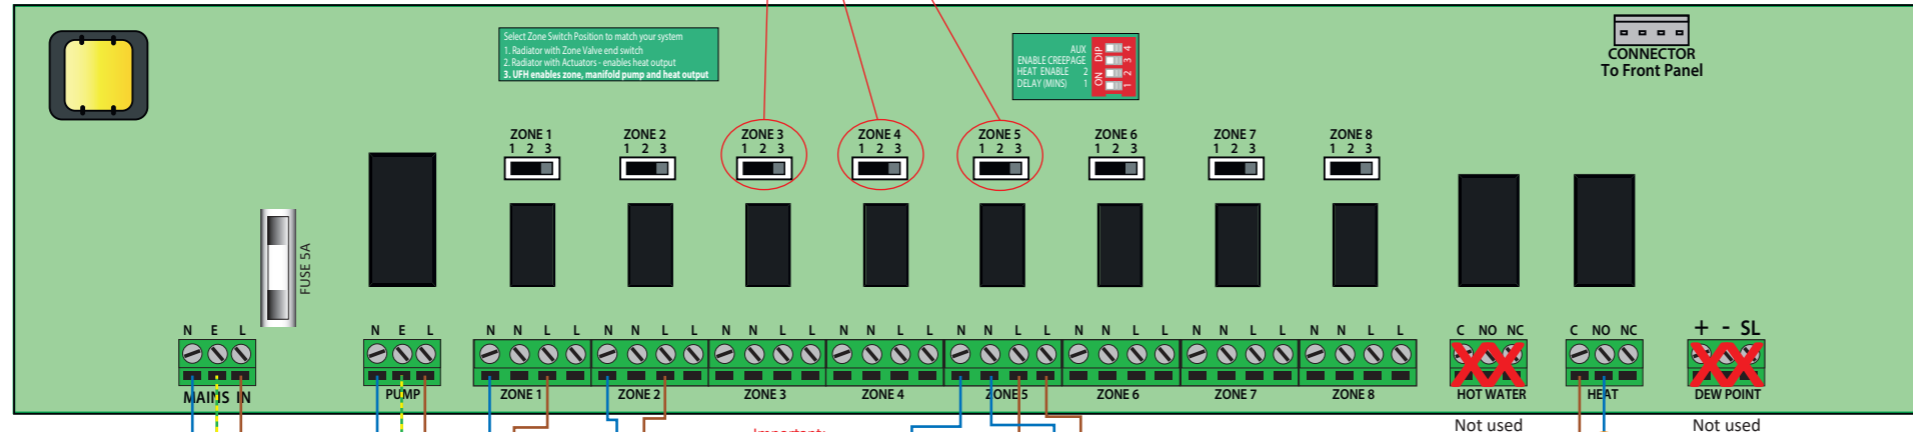 Select Zone Switch Position to match your system
1. Radiator with Zone Valve end switch
2. Radiator with Actuators - enables heat output
3. UFH enables zone, manifold pump and heat output
AUX
ENABLE CREEPAGE
HEAT ENABLE 2
DELAY (MINS) 1
ON DIP
1 2 3 4
CONNECTOR
To Front Panel
ZONE 1
1 2 3
ZONE 2
1 2 3
ZONE 3
1 2 3
ZONE 4
1 2 3
ZONE 5
1 2 3
ZONE 6
1 2 3
ZONE 7
1 2 3
ZONE 8
1 2 3
FUSE 5A
N E L
MAINS IN
N E L
PUMP
N N L L
ZONE 1
N N L L
ZONE 2
N N L L
ZONE 3
N N L L
ZONE 4
N N L L
ZONE 5
N N L L
ZONE 6
N N L L
ZONE 7
N N L L
ZONE 8
C NO NC
HOT WATER
Not used
C NO NC
HEAT
+ - SL
DEW POINT
Not used
Important: